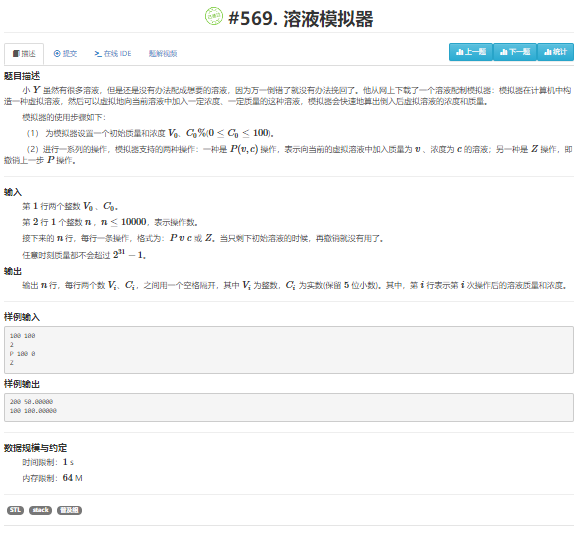 #569. 溶液模拟器
描述 提交 >_ 在线 IDE 题解视频 上一题 下一题 统计
题目描述
小 Y 虽然有很多溶液，但是还是没有办法配成想要的溶液，因为万一倒错了就没有办法挽回了。他从网上下载了一个溶液配制模拟器：模拟器在计算机中构
造一种虚拟溶液，然后可以虚拟地向当前溶液中加入一定浓度、一定质量的这种溶液，模拟器会快速地算出倒入后虚拟溶液的浓度和质量。
模拟器的使用步骤如下：
（1） 为模拟器设置一个初始质量和浓度 V₀、C₀%(0 ≤ C₀ ≤ 100)。
（2）进行一系列的操作，模拟器支持的两种操作：一种是 P(v, c) 操作，表示向当前的虚拟溶液中加入质量为 v 、浓度为 c 的溶液；另一种是 Z 操作，即
撤销上一步 P 操作。
输入
第 1 行两个整数 V₀ 、C₀。
第 2 行 1 个整数 n ，n ≤ 10000，表示操作数。
接下来的 n 行，每行一条操作，格式为：P v c 或 Z。当只剩下初始溶液的时候，再撤销就没有用了。
任意时刻质量都不会超过 2³¹ − 1。
输出
输出 n 行，每行两个数 Vᵢ、Cᵢ，之间用一个空格隔开，其中 Vᵢ 为整数，Cᵢ 为实数(保留 5 位小数)。其中，第 i 行表示第 i 次操作后的溶液质量和浓度。
样例输入
100 100
2
P 100 0
Z
样例输出
200 50.00000
100 100.00000
数据规模与约定
时间限制：1 s
内存限制：64 M
STL stack 普及组